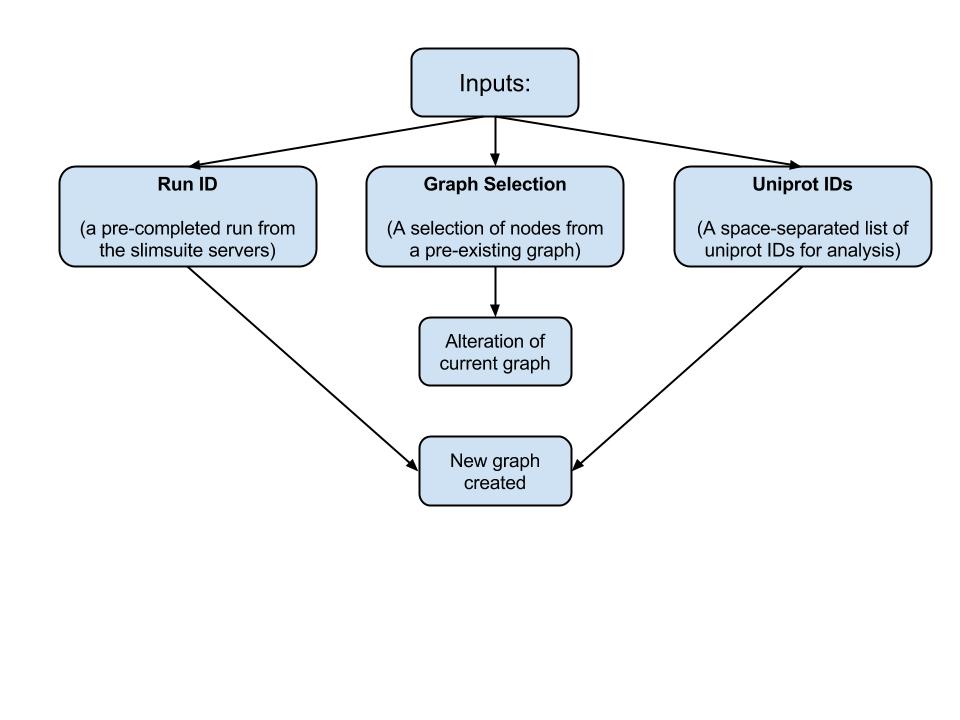 Inputs:
Run ID
(a pre-completed run from
the slimsuite servers)
Graph Selection
(A selection of nodes from
a pre-existing graph)
Uniprot IDs
(A space-separated list of
uniprot IDs for analysis)
Alteration of
current graph
New graph
created